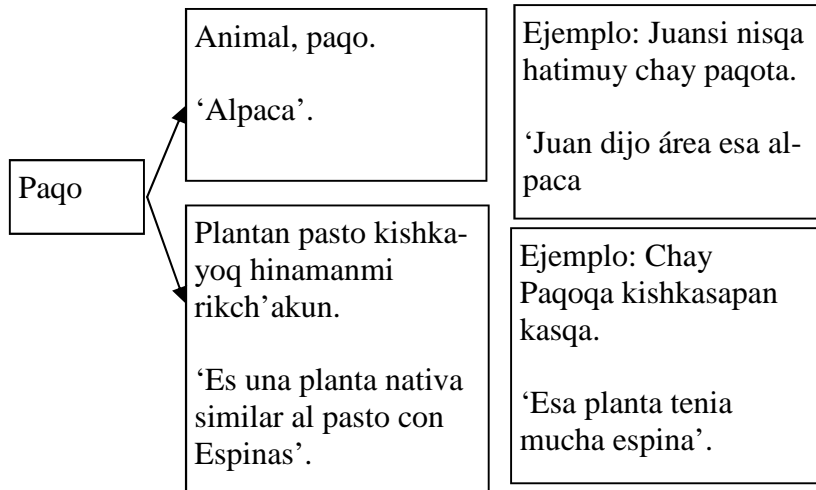 Paqo
Animal, paqo.
‘Alpaca’.
Ejemplo: Juansi nisqa
hatimuy chay paqota.
‘Juan dijo área esa al-
paca
Plantan pasto kishka-
yoq hinamanmi
rikch’akun.
‘Es una planta nativa
similar al pasto con
Espinas’.
Ejemplo: Chay
Paqoqa kishkasapan
kasqa.
‘Esa planta tenia
mucha espina’.